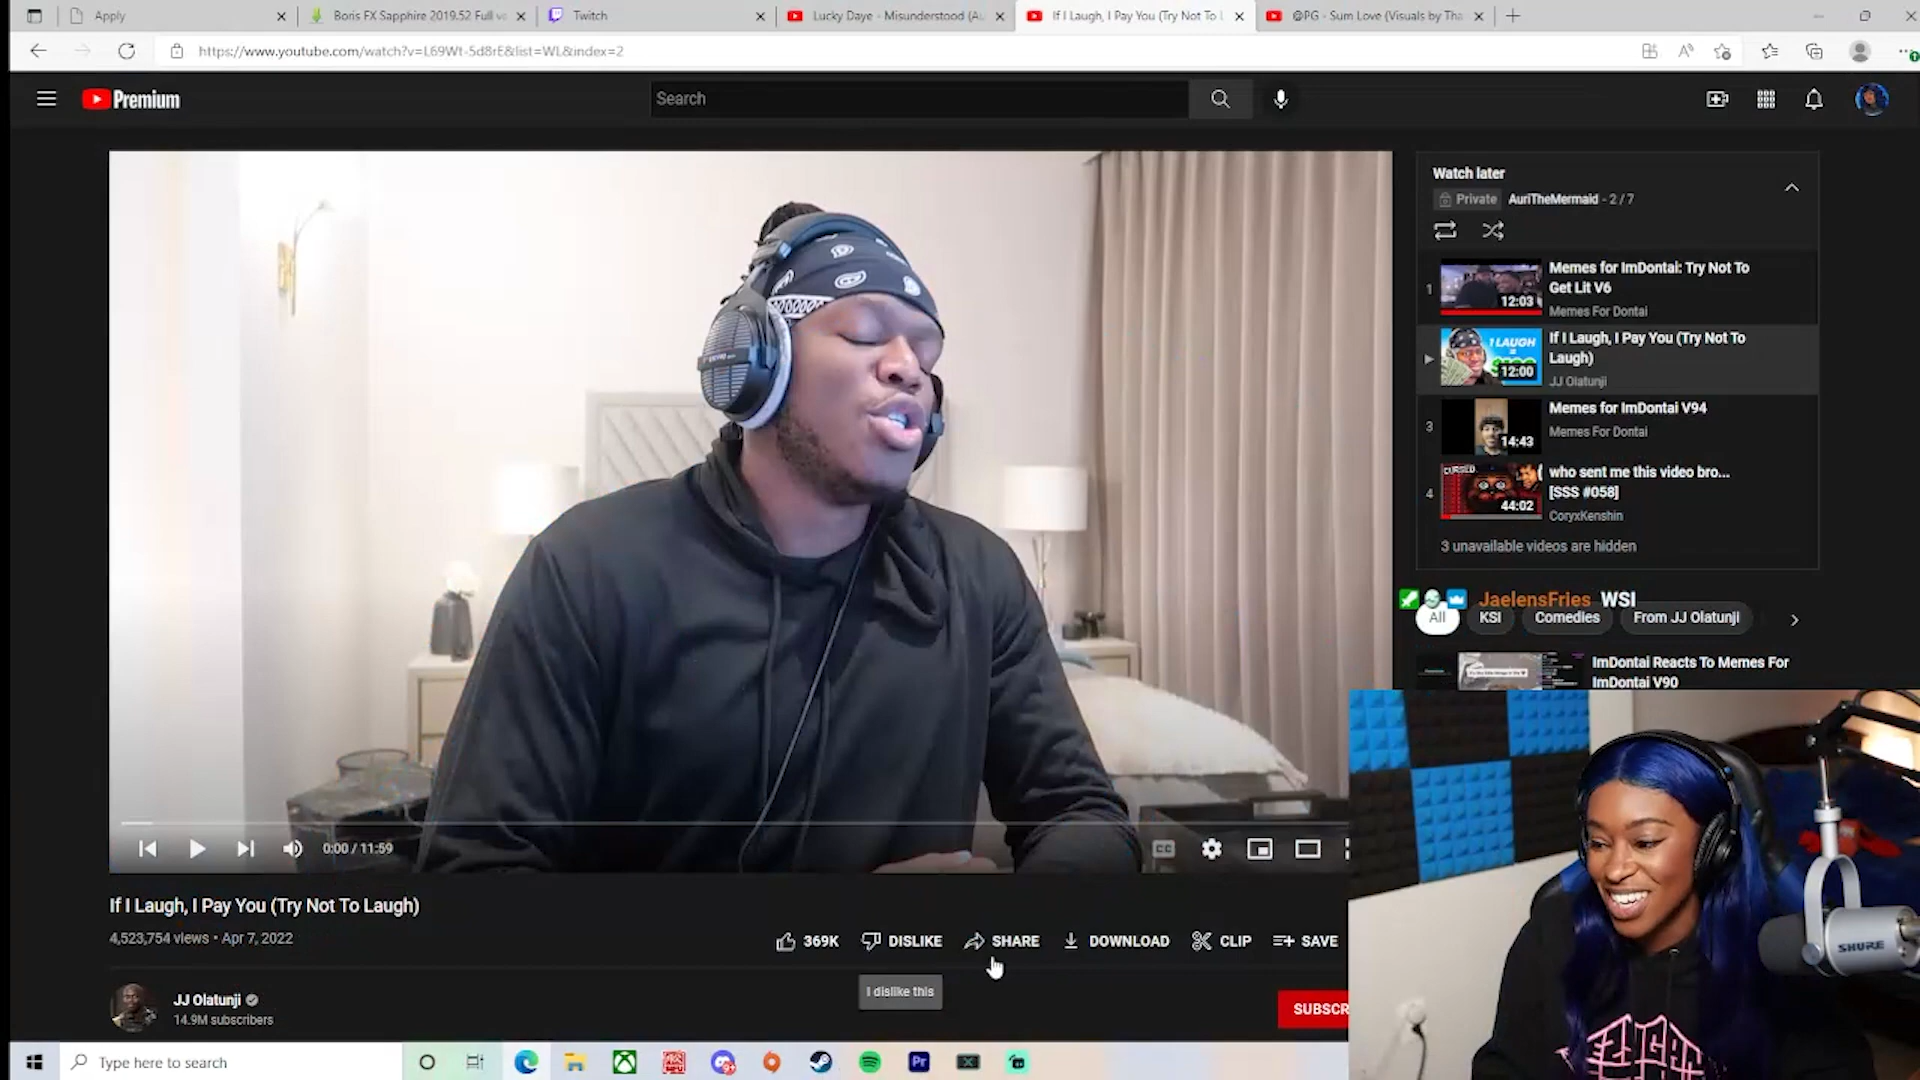 Apply
Boris FX Sapphire 2019.52 Full v
Twitch
Lucky Daye - Misunderstood (Au
If I Laugh, I Pay You (Try Not To L
@PG - Sum Love (Visuals by Tha
https://www.youtube.com/watch?v=L69Wt-5d8rE&list=WL&index=2
Premium
Search
Watch later
Private AuriTheMermaid - 2 / 7
1
Memes for ImDontai: Try Not To
Get Lit V6
12:03
Memes For Dontai
If I Laugh, I Pay You (Try Not To
Laugh)
1 LAUGH
12:00
JJ Olatunji
3
Memes for ImDontai V94
Memes For Dontai
14:43
4
CURSED
who sent me this video bro...
[SSS #058]
44:02
CoryxKenshin
3 unavailable videos are hidden
JaelensFries WSI
All
KSI
Comedies
From JJ Olatunji
ImDontai Reacts To Memes For
ImDontai V90
0:00 / 11:59
CC
If I Laugh, I Pay You (Try Not To Laugh)
4,523,754 views • Apr 7, 2022
369K
DISLIKE
SHARE
DOWNLOAD
CLIP
SAVE
I dislike this
JJ Olatunji
14.9M subscribers
SUBSCR
SHURE
Type here to search
Pr